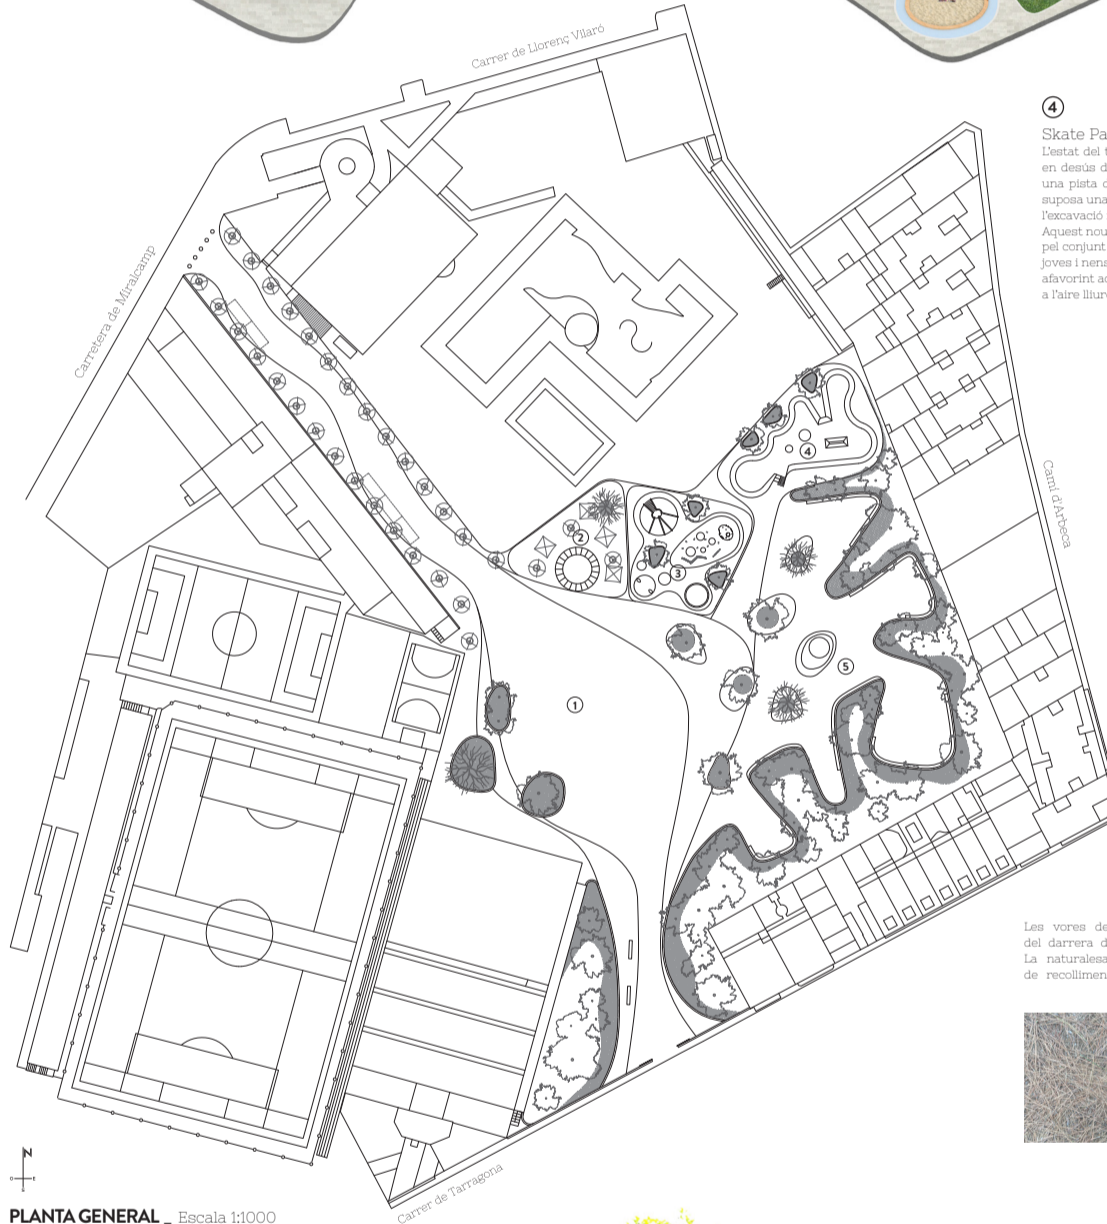 Carrer de Llorenç Vilaró
Carretera de Miralcamp
Camí d'Arbeca
4
Skate Pa
L'estat del t
en desús d
una pista d
suposa una
l'excavació
Aquest nou
pel conjunt
joves i nens
afavorint ac
a l'aire lliur
4
2
3
5
1
Les vores de
del darrera d
La naturalesa
de recollimen
N
PLANTA GENERAL _ Escala 1:1000
Carrer de Tarragona